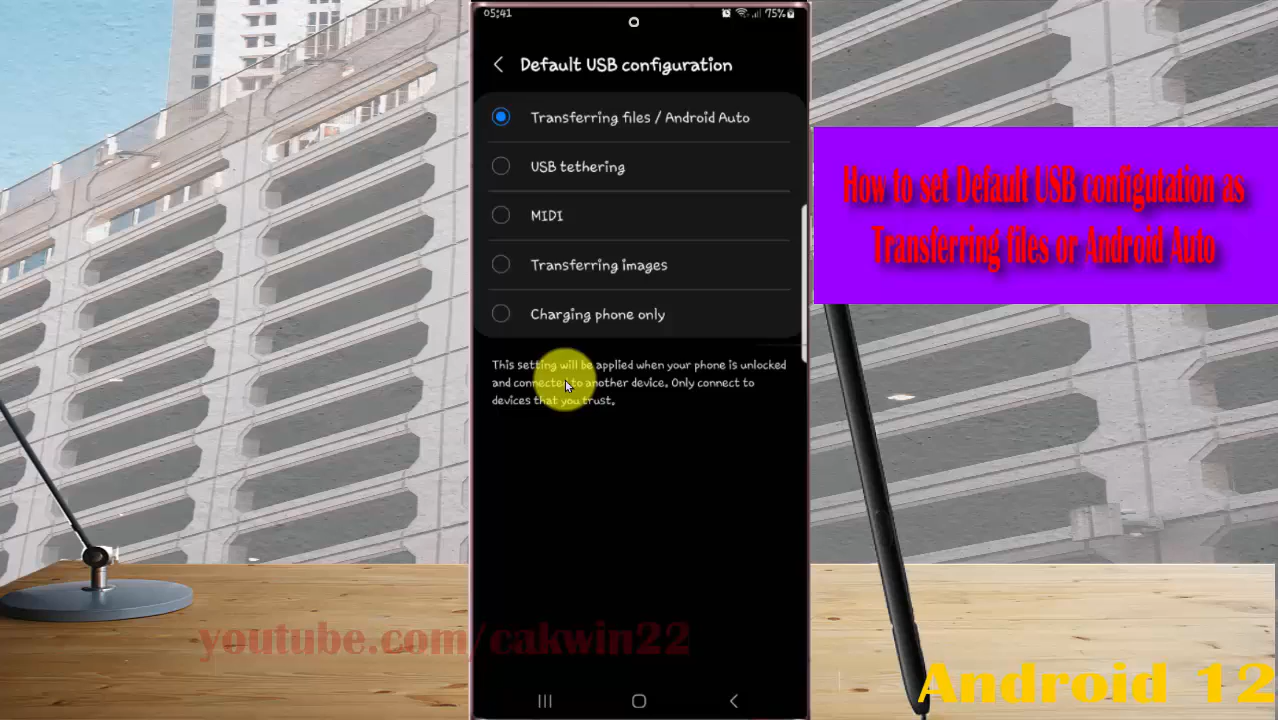 05:41
75%
Default USB configuration
Transferring files / Android Auto
USB tethering
MIDI
Transferring images
Charging phone only
This setting will be applied when your phone is unlocked
and connected to another device. Only connect to
devices that you trust.
How to set Default USB configutation as
Transferring files or Android Auto
youtube.com/cakwin22
Android 12